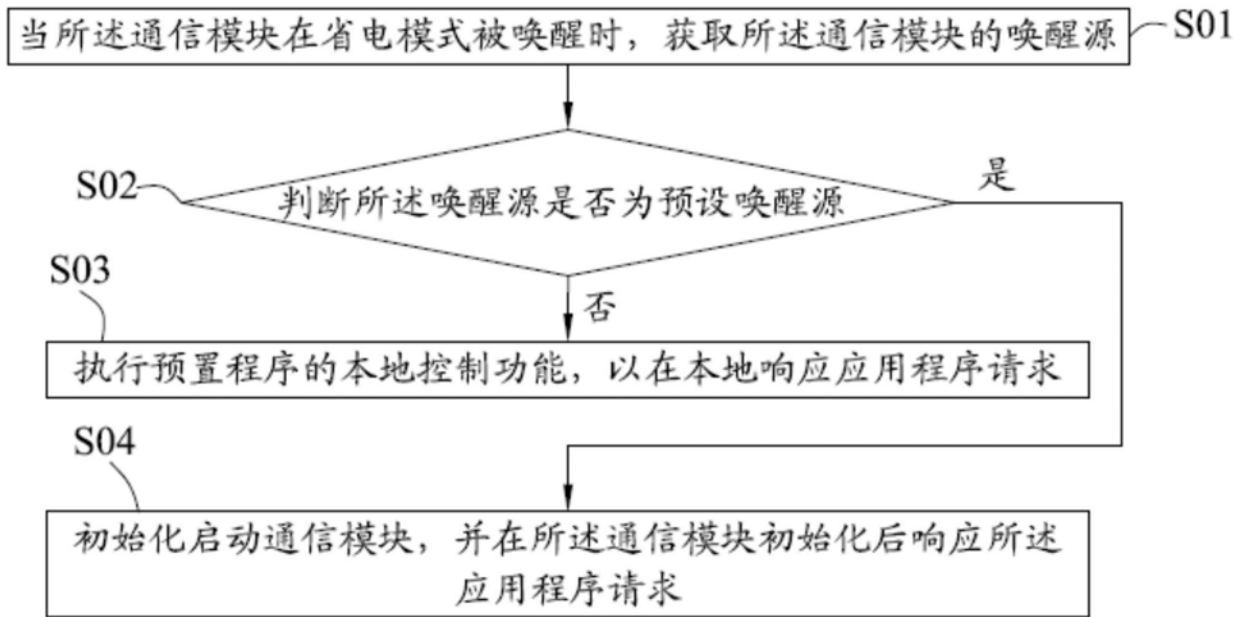 当所述通信模块在省电模式被唤醒时，获取所述通信模块的唤醒源
S01
S02
判断所述唤醒源是否为预设唤醒源
是
S03
否
执行预置程序的本地控制功能，以在本地响应应用程序请求
S04
初始化启动通信模块，并在所述通信模块初始化后响应所述
应用程序请求